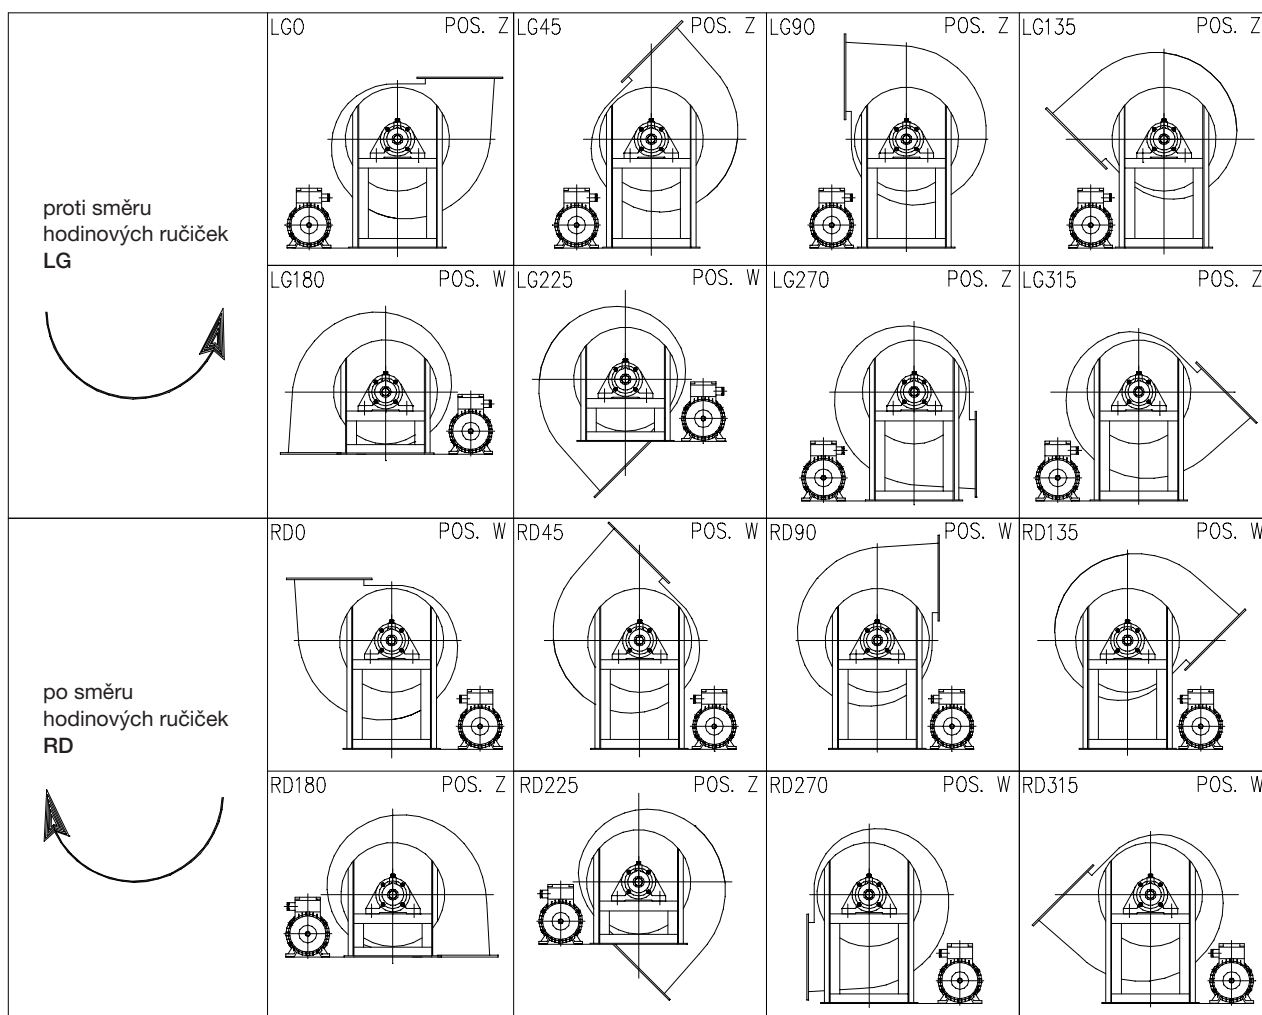 LG0 POS. Z
LG45 POS. Z
LG90 POS. Z
LG135 POS. Z
proti směru
hodinových ručiček
LG
LG180 POS. W
LG225 POS. W
LG270 POS. Z
LG315 POS. Z
RD0 POS. W
RD45 POS. W
RD90 POS. W
RD135 POS. W
po směru
hodinových ručiček
RD
RD180 POS. Z
RD225 POS. Z
RD270 POS. W
RD315 POS. W